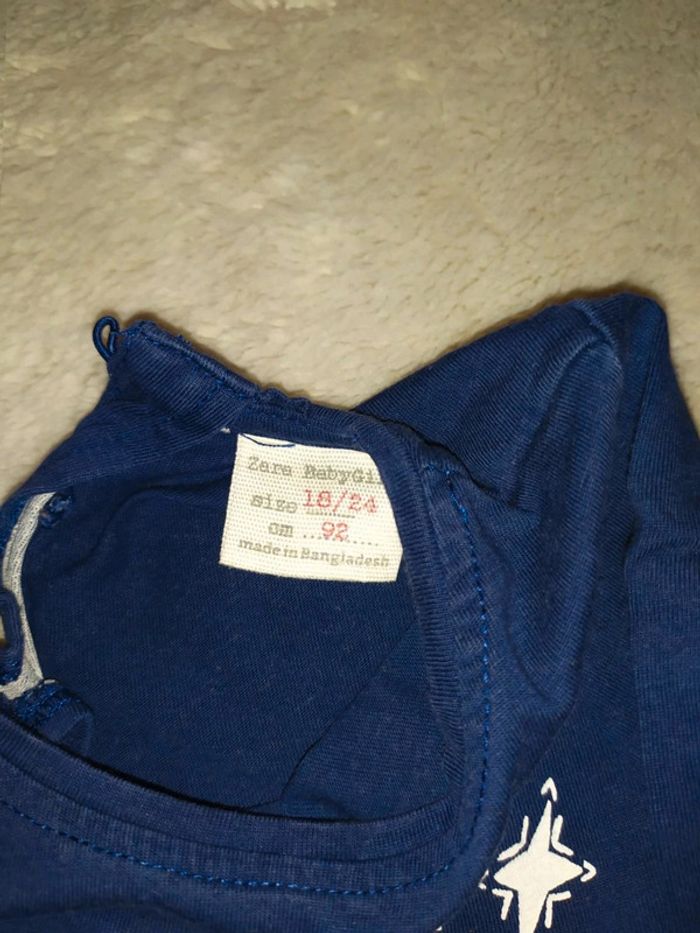 Zara BabyGi
size 18/24
cm 92
made in Bangladesh